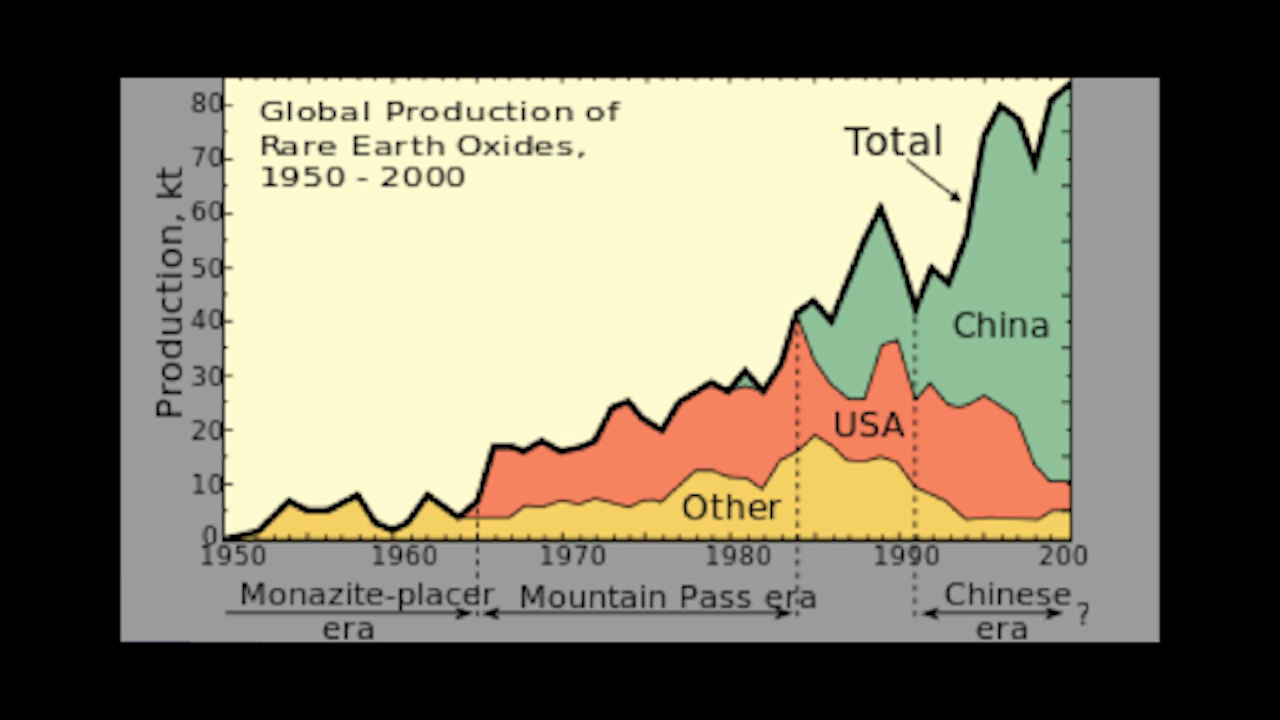 Global Production of
Rare Earth Oxides,
1950 - 2000
Production, kt
80
70
60
50
40
30
20
10
0
Total
China
USA
Other
1950 1960 1970 1980 1990 200
Monazite-placer era
Mountain Pass era
Chinese era ?